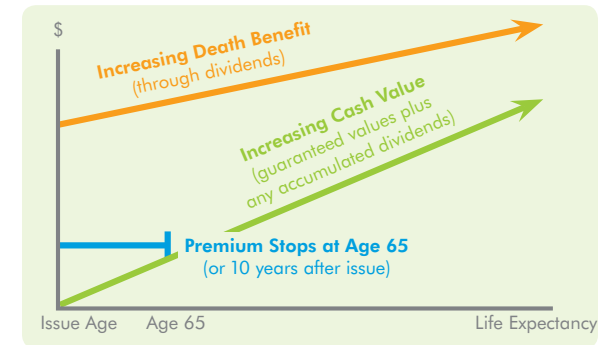 $
Increasing Death Benefit
(through dividends)
Increasing Cash Value
(guaranteed values plus
any accumulated dividends)
Premium Stops at Age 65
(or 10 years after issue)
Issue Age
Age 65
Life Expectancy